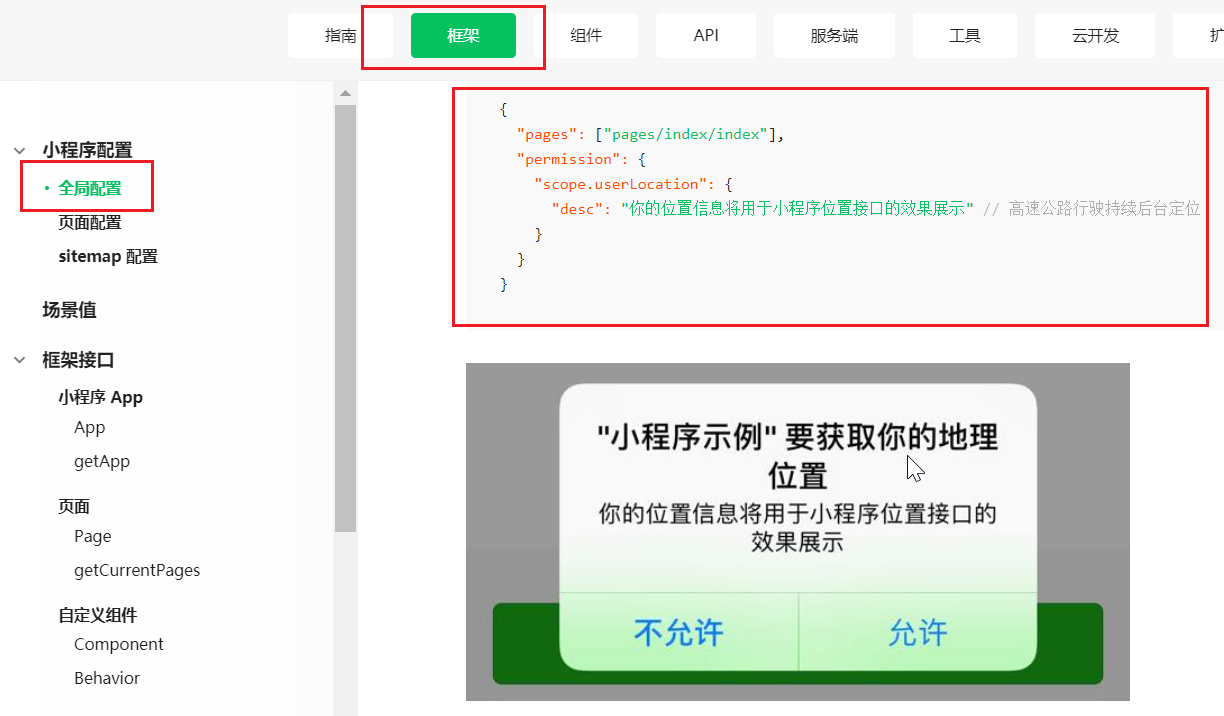 指南
框架
组件
API
服务端
工具
云开发
小程序配置
• 全局配置
页面配置
sitemap 配置
场景值
框架接口
小程序 App
App
getApp
页面
Page
getCurrentPages
自定义组件
Component
Behavior
{
"pages": ["pages/index/index"],
"permission": {
"scope.userLocation": {
"desc": "你的位置信息将用于小程序位置接口的效果展示" // 高速公路行驶持续后台定位
}
}
}
"小程序示例" 要获取你的地理
位置
你的位置信息将用于小程序位置接口的
效果展示
不允许
允许